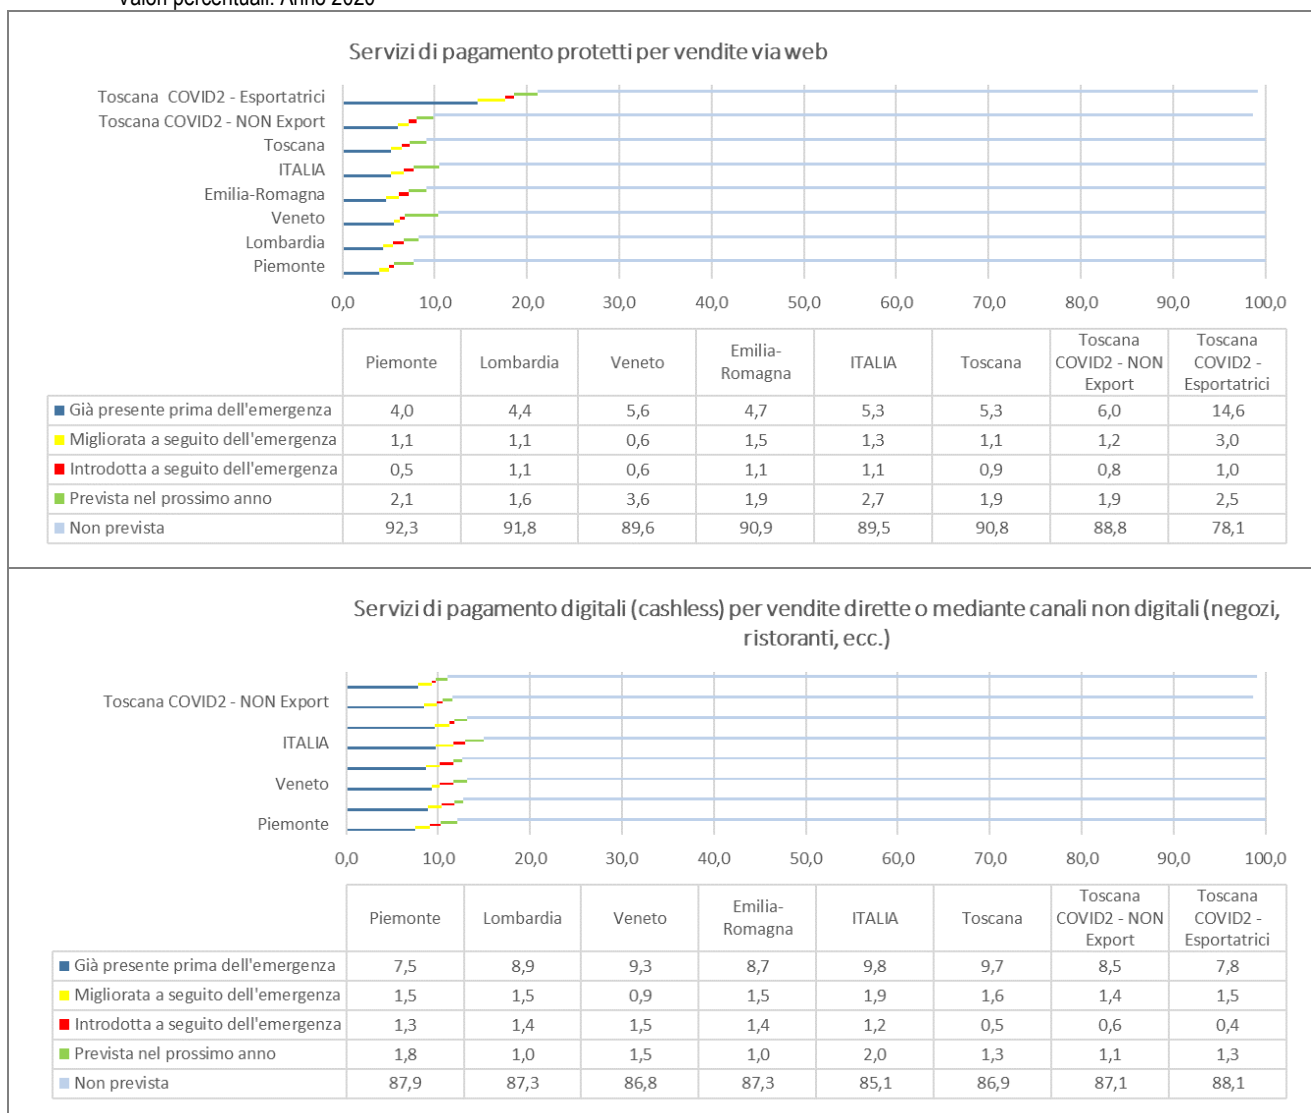 Valori percentuali. Anno 2020
Servizi di pagamento protetti per vendite via web
Toscana COVID2 - Esportatrici
Toscana COVID2 - NON Export
Toscana
ITALIA
Emilia-Romagna
Veneto
Lombardia
Piemonte
0,0 10,0 20,0 30,0 40,0 50,0 60,0 70,0 80,0 90,0 100,0
Piemonte Lombardia Veneto Emilia-Romagna ITALIA Toscana Toscana COVID2 - NON Export Toscana COVID2 - Esportatrici
Già presente prima dell'emergenza 4,0 4,4 5,6 4,7 5,3 5,3 6,0 14,6
Migliorata a seguito dell'emergenza 1,1 1,1 0,6 1,5 1,3 1,1 1,2 3,0
Introdotta a seguito dell'emergenza 0,5 1,1 0,6 1,1 1,1 0,9 0,8 1,0
Prevista nel prossimo anno 2,1 1,6 3,6 1,9 2,7 1,9 1,9 2,5
Non prevista 92,3 91,8 89,6 90,9 89,5 90,8 88,8 78,1
Servizi di pagamento digitali (cashless) per vendite dirette o mediante canali non digitali (negozi,
ristoranti, ecc.)
Toscana COVID2 - NON Export
ITALIA
Veneto
Piemonte
0,0 10,0 20,0 30,0 40,0 50,0 60,0 70,0 80,0 90,0 100,0
Piemonte Lombardia Veneto Emilia-Romagna ITALIA Toscana Toscana COVID2 - NON Export Toscana COVID2 - Esportatrici
Già presente prima dell'emergenza 7,5 8,9 9,3 8,7 9,8 9,7 8,5 7,8
Migliorata a seguito dell'emergenza 1,5 1,5 0,9 1,5 1,9 1,6 1,4 1,5
Introdotta a seguito dell'emergenza 1,3 1,4 1,5 1,4 1,2 0,5 0,6 0,4
Prevista nel prossimo anno 1,8 1,0 1,5 1,0 2,0 1,3 1,1 1,3
Non prevista 87,9 87,3 86,8 87,3 85,1 86,9 87,1 88,1